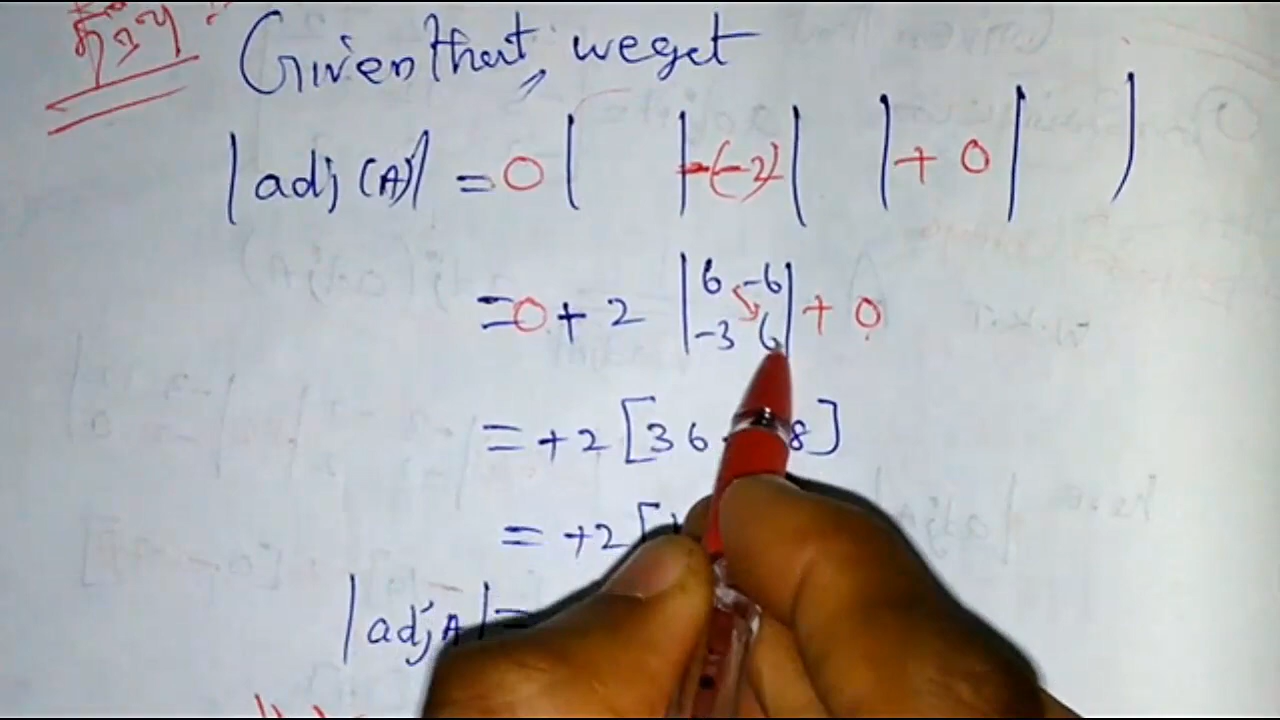 Given that, we get
|adj(A)| = 0 | | -(-2) | | + 0 | |
= 0 + 2 | 6 -6 | + 0
| -3 6 |
= +2 [36 8]
= +2 [
|adj A| =